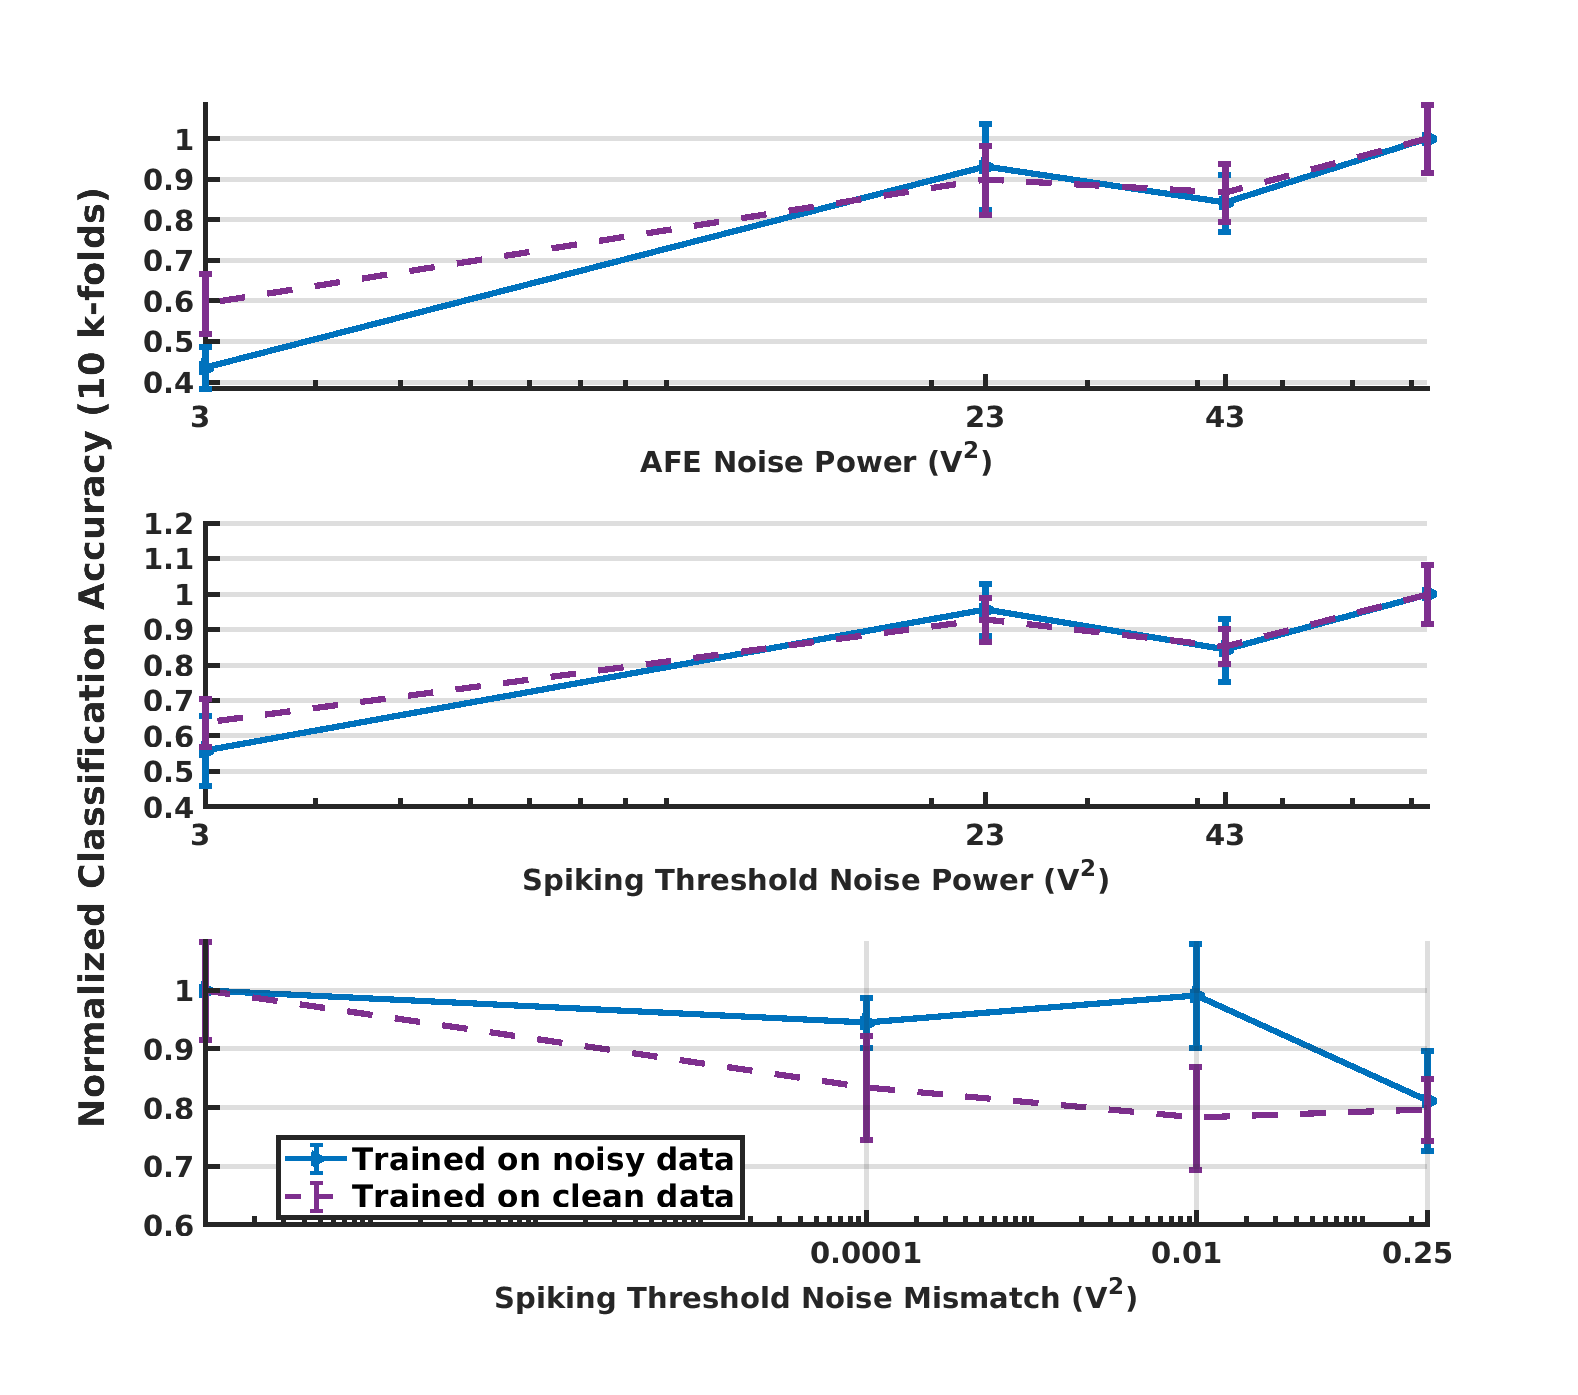 Normalized Classification Accuracy (10 k-folds)
1
0.9
0.8
0.7
0.6
0.5
0.4
3 23 43
AFE Noise Power (V²)
1.2
1.1
1
0.9
0.8
0.7
0.6
0.5
0.4
3 23 43
Spiking Threshold Noise Power (V²)
1
0.9
0.8
0.7
0.6
Trained on noisy data
Trained on clean data
0.0001 0.01 0.25
Spiking Threshold Noise Mismatch (V²)